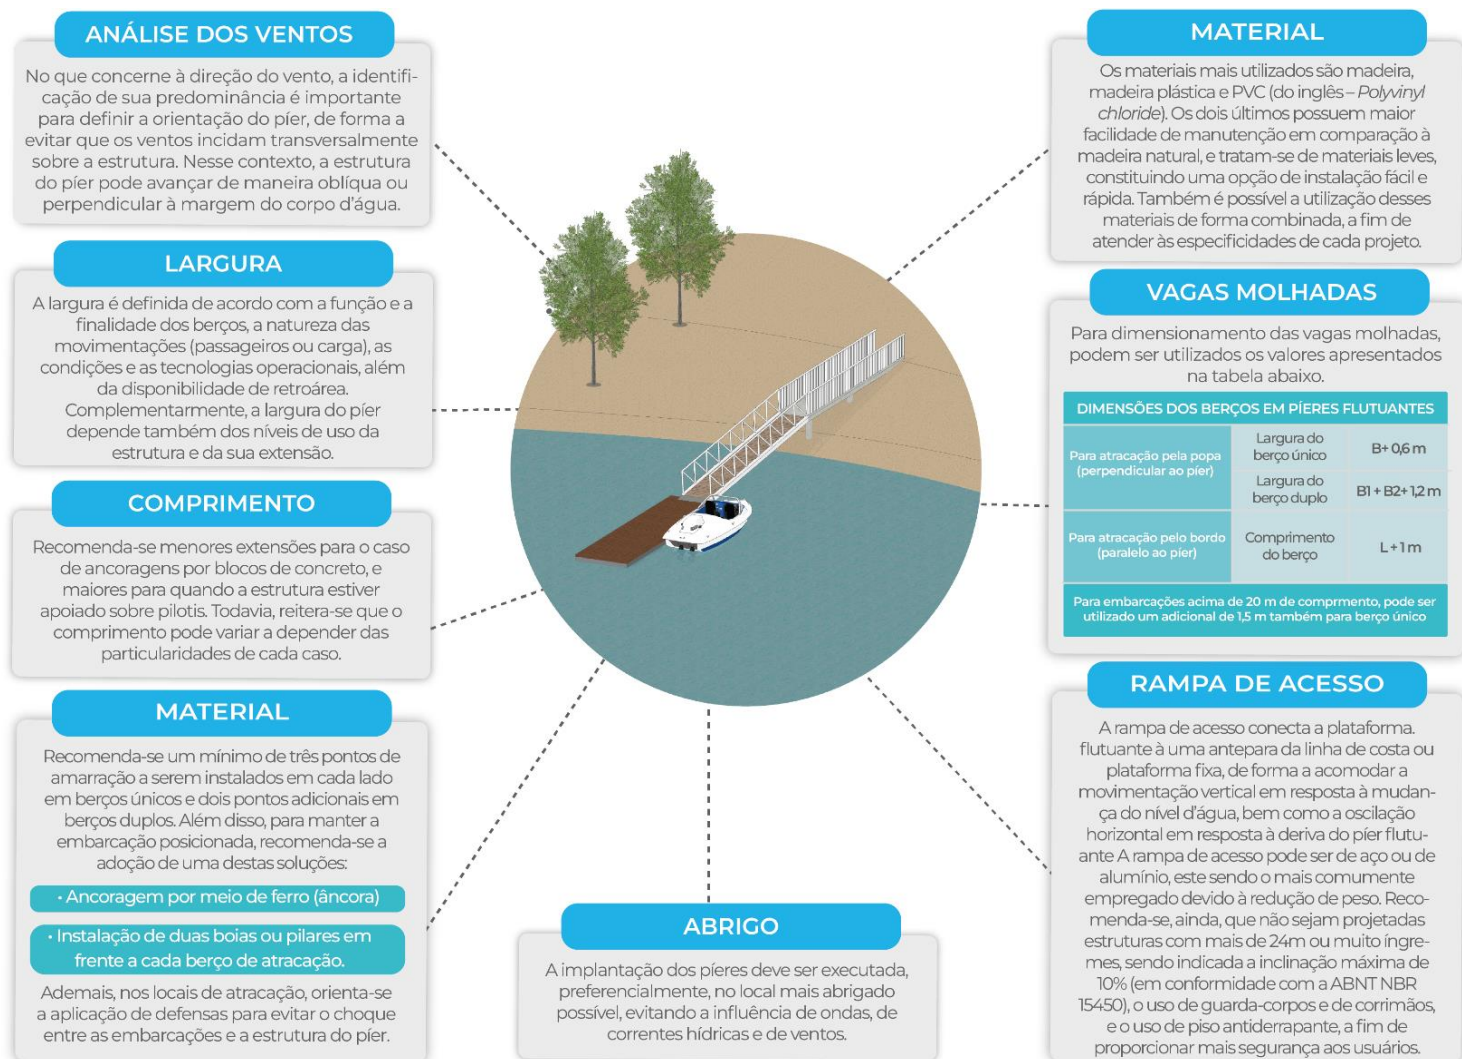 ANÁLISE DOS VENTOS
No que concerne à direção do vento, a identifi-
cação de sua predominância é importante
para definir a orientação do píer, de forma a
evitar que os ventos incidam transversalmente
sobre a estrutura. Nesse contexto, a estrutura
do píer pode avançar de maneira oblíqua ou
perpendicular à margem do corpo d'água.
LARGURA
A largura é definida de acordo com a função e a
finalidade dos berços, a natureza das
movimentações (passageiros ou carga), as
condições e as tecnologias operacionais, além
da disponibilidade de retroárea.
Complementarmente, a largura do píer
depende também dos níveis de uso da
estrutura e da sua extensão.
COMPRIMENTO
Recomenda-se menores extensões para o caso
de ancoragens por blocos de concreto, e
maiores para quando a estrutura estiver
apoiado sobre pilotis. Todavia, reitera-se que o
comprimento pode variar a depender das
particularidades de cada caso.
MATERIAL
Recomenda-se um mínimo de três pontos de
amarração a serem instalados em cada lado
em berços únicos e dois pontos adicionais em
berços duplos. Além disso, para manter a
embarcação posicionada, recomenda-se a
adoção de uma destas soluções:
• Ancoragem por meio de ferro (âncora)
• Instalação de duas boias ou pilares em
frente a cada berço de atracação.
Ademais, nos locais de atracação, orienta-se
a aplicação de defensas para evitar o choque
entre as embarcações e a estrutura do píer.
ABRIGO
A implantação dos píeres deve ser executada,
preferencialmente, no local mais abrigado
possível, evitando a influência de ondas, de
correntes hídricas e de ventos.
MATERIAL
Os materiais mais utilizados são madeira,
madeira plástica e PVC (do inglês – Polyvinyl
chloride). Os dois últimos possuem maior
facilidade de manutenção em comparação à
madeira natural, e tratam-se de materiais leves,
constituindo uma opção de instalação fácil e
rápida. Também é possível a utilização desses
materiais de forma combinada, a fim de
atender às especificidades de cada projeto.
VAGAS MOLHADAS
Para dimensionamento das vagas molhadas,
podem ser utilizados os valores apresentados
na tabela abaixo.
DIMENSÕES DOS BERÇOS EM PÍERES FLUTUANTES
Para atracação pela popa
(perpendicular ao píer)
Largura do
berço único
B+ 0,6 m
Largura do
berço duplo
B1 + B2+ 1,2 m
Para atracação pelo bordo
(paralelo ao píer)
Comprimento
do berço
L + 1 m
Para embarcações acima de 20 m de comprmento, pode ser
utilizado um adicional de 1,5 m também para berço único
RAMPA DE ACESSO
A rampa de acesso conecta a plataforma.
flutuante à uma antepara da linha de costa ou
plataforma fixa, de forma a acomodar a
movimentação vertical em resposta à mudan-
ça do nível d'água, bem como a oscilação
horizontal em resposta à deriva do píer flutu-
ante A rampa de acesso pode ser de aço ou de
alumínio, este sendo o mais comumente
empregado devido à redução de peso. Reco-
menda-se, ainda, que não sejam projetadas
estruturas com mais de 24m ou muito íngre-
mes, sendo indicada a inclinação máxima de
10% (em conformidade com a ABNT NBR
15450), o uso de guarda-corpos e de corrimãos,
e o uso de piso antiderrapante, a fim de
proporcionar mais segurança aos usuários.